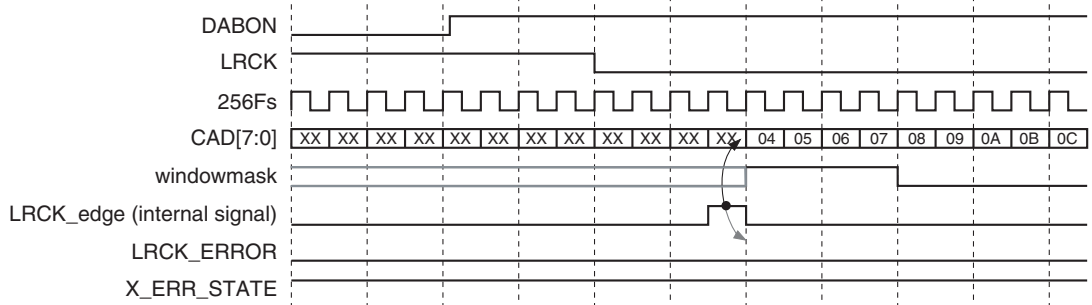 DABON
LRCK
256Fs
CAD[7:0] XX XX XX XX XX XX XX XX XX XX XX XX 04 05 06 07 08 09 0A 0B 0C
windowmask
LRCK_edge (internal signal)
LRCK_ERROR
X_ERR_STATE